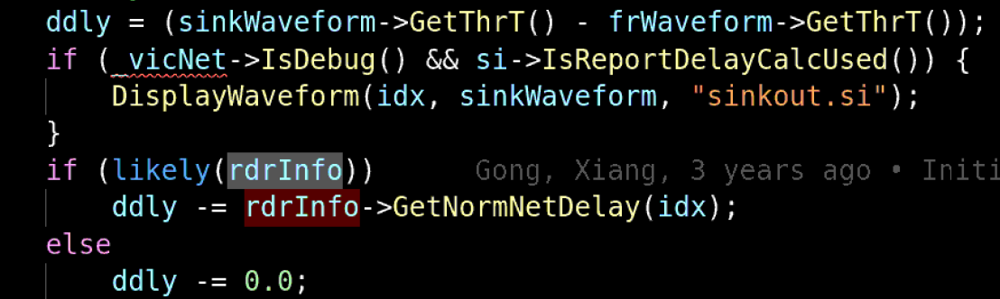 ddly = (sinkWaveform->GetThrT() - frWaveform->GetThrT());
if (_vicNet->IsDebug() && si->IsReportDelayCalcUsed()) {
DisplayWaveform(idx, sinkWaveform, "sinkout.si");
}
if (likely(rdrInfo)) Gong, Xiang, 3 years ago • Initi
ddly -= rdrInfo->GetNormNetDelay(idx);
else
ddly -= 0.0;